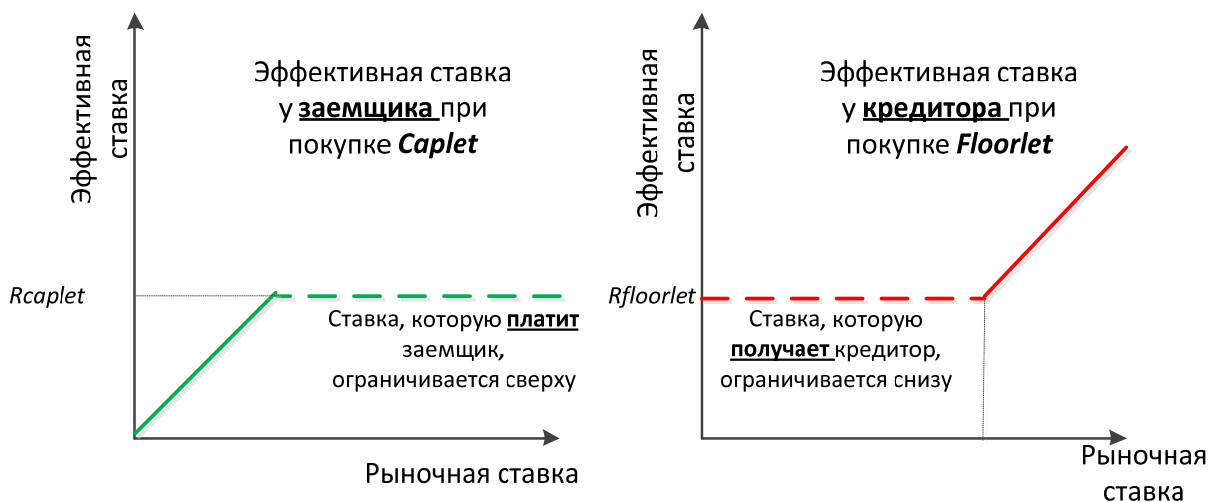 Эффективная
ставка
Эффективная ставка
у заемщика при
покупке Caplet
Rcaplet
Ставка, которую платит
заемщик,
ограничивается сверху
Рыночная ставка
Эффективная
ставка
Эффективная ставка
у кредитора при
покупке Floorlet
Rfloorlet
Ставка, которую
получает кредитор,
ограничивается снизу
Рыночная
ставка